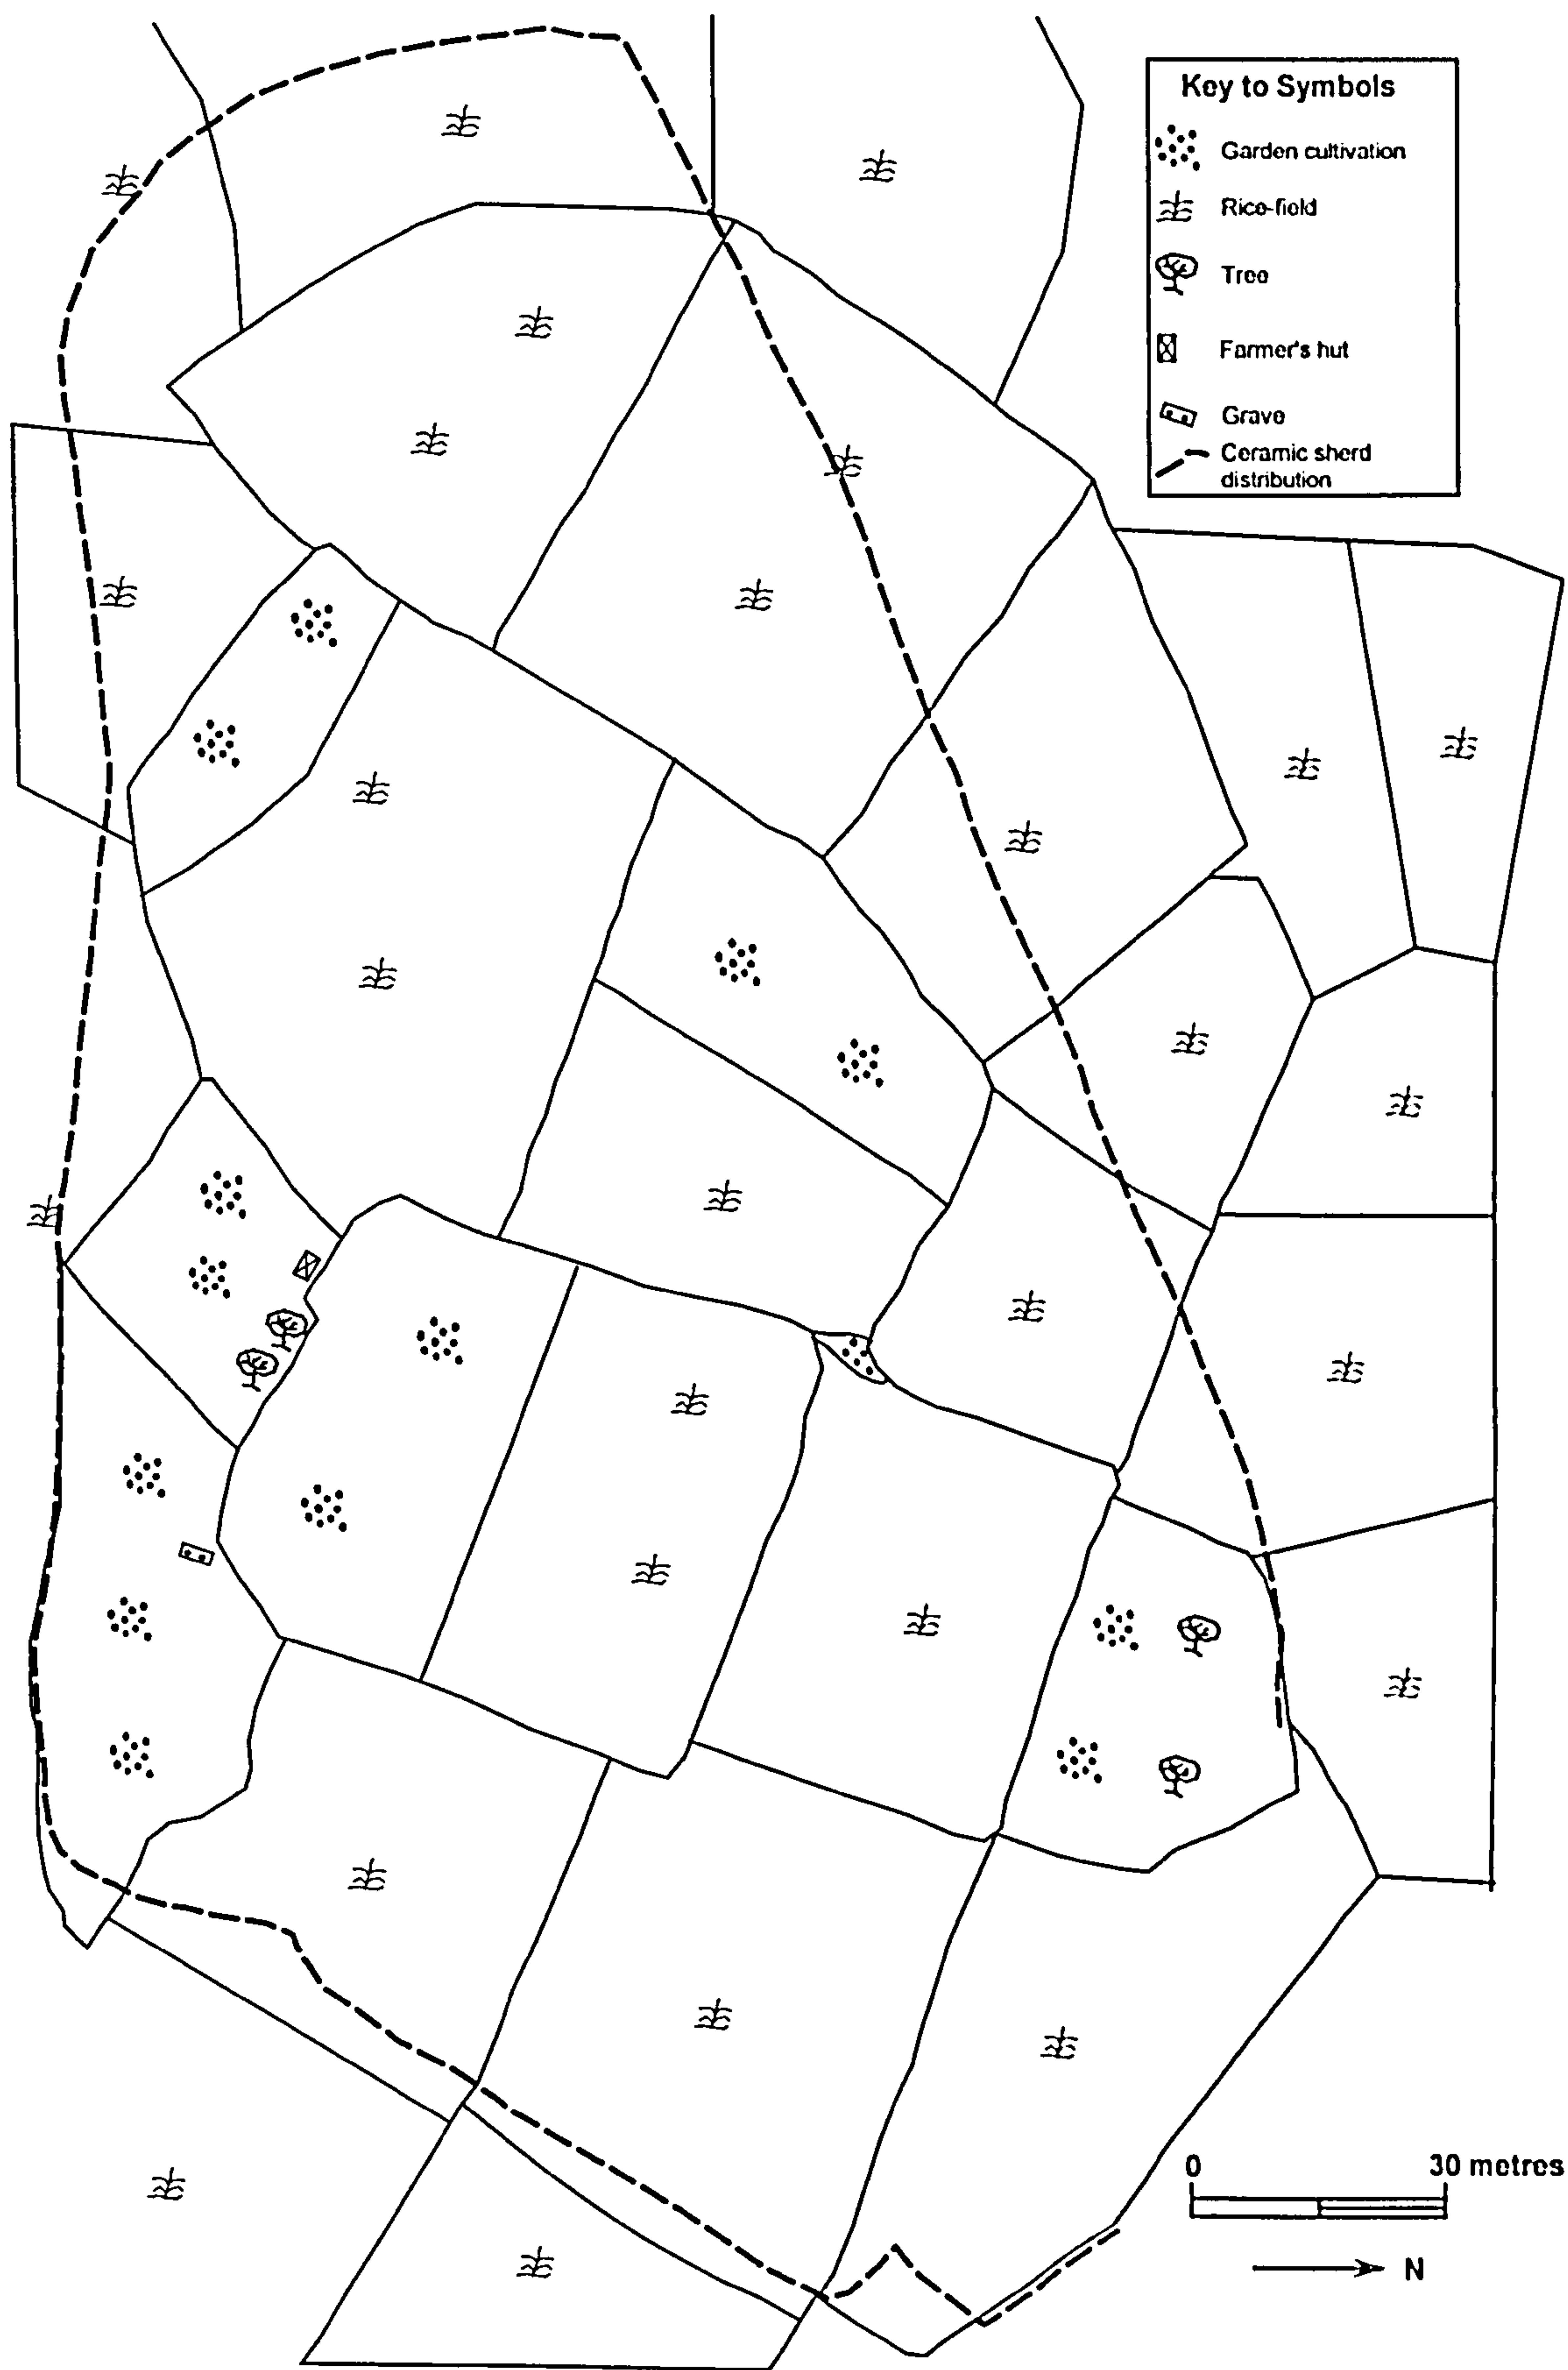 Key to Symbols
Garden cultivation
Rice-field
Tree
Farmer's hut
Grave
Ceramic sherd
distribution
0 30 metres
N